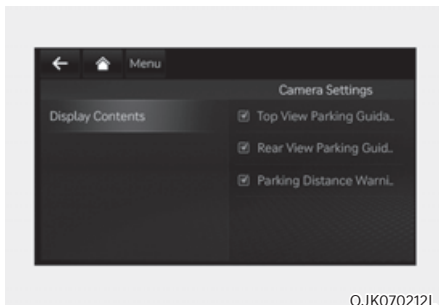 Menu
Camera Settings
Display Contents
Top View Parking Guida..
Rear View Parking Guid..
Parking Distance Warni..
OJK070212L